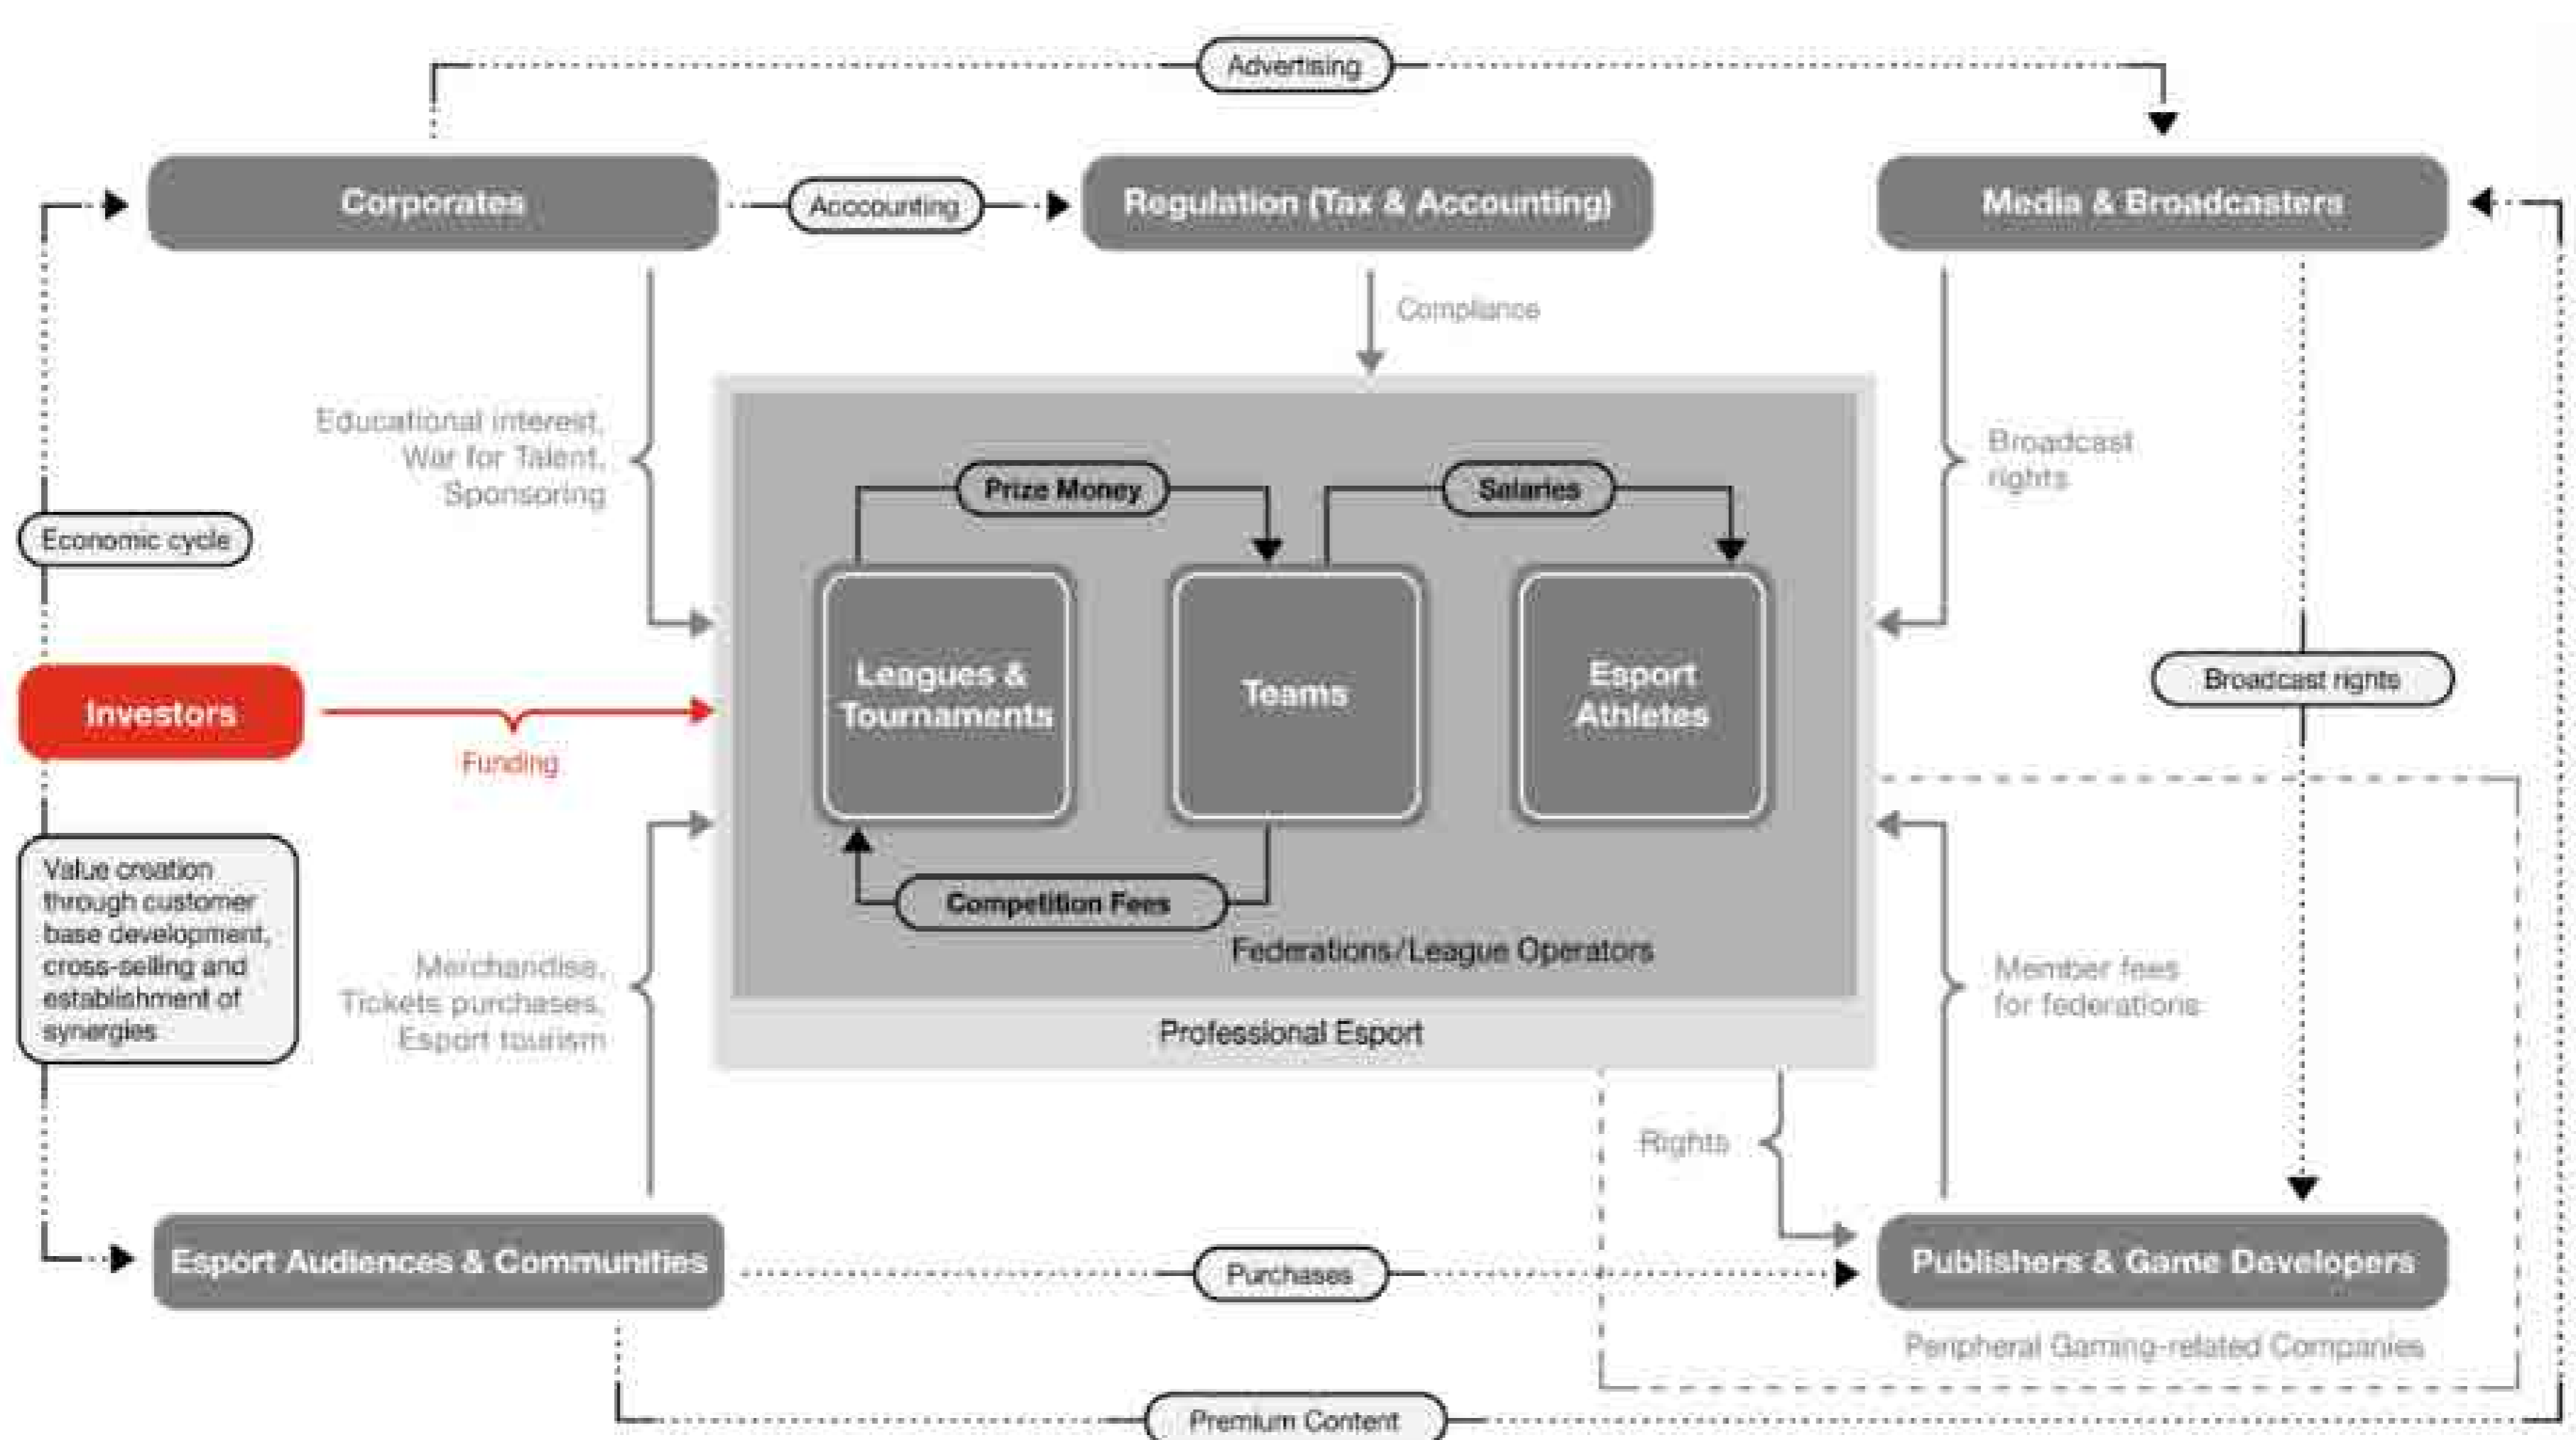 Advertising
Corporates
Acccounting
Regulation (Tax & Accounting)
Media & Broadcasters
Compliance
Educational interest,
War for Talent,
Sponsoring
Broadcast
rights
Prize Money
Salaries
Economic cycle
Leagues &
Tournaments
Teams
Esport
Athletes
Investors
Funding
Broadcast rights
Value creation
through customer
base development,
cross-selling and
establishment of
synergies
Competition Fees
Federations/League Operators
Merchandise,
Tickets purchases,
Esport tourism
Member fees
for federations
Professional Esport
Rights
Esport Audiences & Communities
Purchases
Publishers & Game Developers
Peripheral Gaming-related Companies
Premium Content